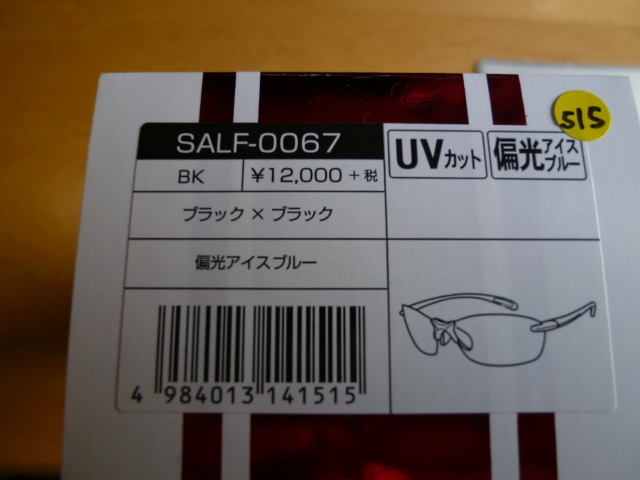 515
SALF-0067
BK ¥12,000 +税
ブラック×ブラック
偏光アイスブルー
4 984013 141515
UVカット
偏光アイス
ブルー